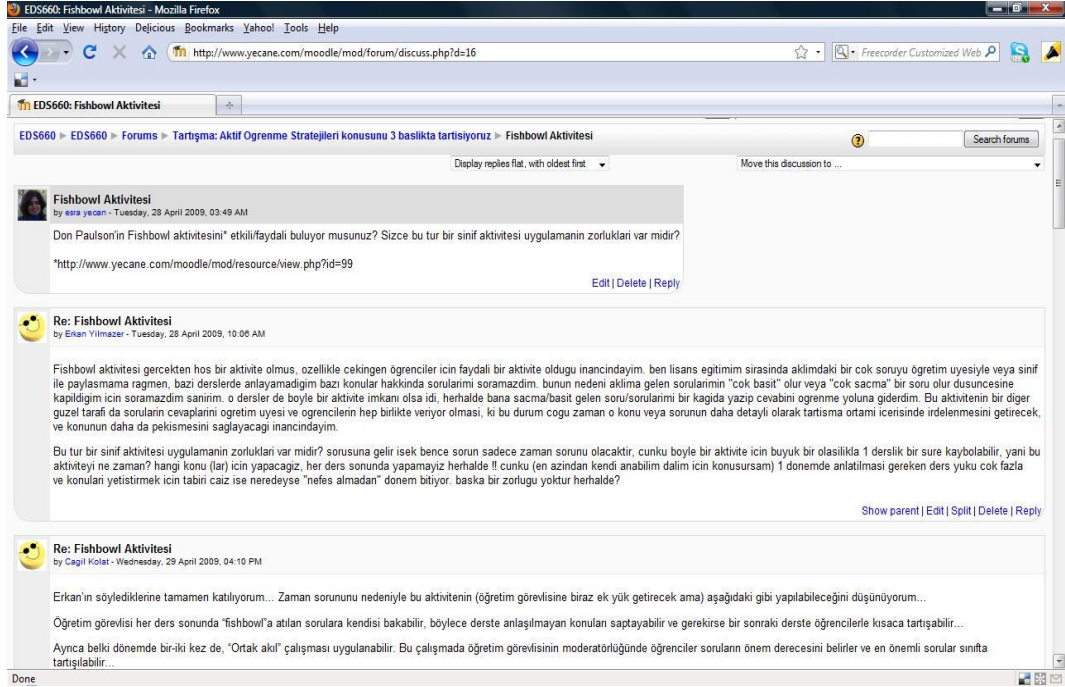 EDS660: Fishbowl Aktivitesi - Mozilla Firefox
File Edit View History Delicious Bookmarks Yahoo! Tools Help
http://www.yecane.com/moodle/mod/forum/discuss.php?d=16
Freecorder Customized Web
EDS660: Fishbowl Aktivitesi
EDS660 ► EDS660 ► Forums ► Tartışma: Aktif Ogrenme Stratejileri konusunu 3 baslikta tartisiyoruz ► Fishbowl Aktivitesi
Search forums
Display replies flat, with oldest first
Move this discussion to ...
Fishbowl Aktivitesi
by esra yecan - Tuesday, 28 April 2009, 03:49 AM
Don Paulson'in Fishbowl aktivitesini* etkili/faydali buluyor musunuz? Sizce bu tur bir sinif aktivitesi uygulamanin zorluklari var midir?
*http://www.yecane.com/moodle/mod/resource/view.php?id=99
Edit | Delete | Reply
Re: Fishbowl Aktivitesi
by Erkan Yilmazer - Tuesday, 28 April 2009, 10:06 AM
Fishbowl aktivitesi gercekten hos bir aktivite olmus, ozellikle cekingen ögrenciler icin faydali bir aktivite oldugu inancindayim. ben lisans egitimim sirasinda aklimdaki bir cok soruyu ögretim uyesiyle veya sinif
ile paylasmama ragmen, bazi derslerde anlayamadigim bazı konular hakkinda sorularimi soramazdim. bunun nedeni aklima gelen sorularimin "cok basit" olur veya "cok sacma" bir soru olur dusuncesine
kapildigim icin soramazdim sanirim. o dersler de boyle bir aktivite imkanı olsa idi, herhalde bana sacma/basit gelen soru/sorularimi bir kagida yazip cevabini ogrenme yoluna giderdim. Bu aktivitenin bir diger
guzel tarafi da sorularin cevaplarini ogretim uyesi ve ogrencilerin hep birlikte veriyor olmasi, ki bu durum cogu zaman o konu veya sorunun daha detayli olarak tartisma ortami icerisinde irdelenmesini getirecek,
ve konunun daha da pekismesini saglayacagi inancindayim.
Bu tur bir sinif aktivitesi uygulamanin zorluklari var midir? sorusuna gelir isek bence sorun sadece zaman sorunu olacaktir, cunku boyle bir aktivite icin buyuk bir olasilikla 1 derslik bir sure kaybolabilir, yani bu
aktiviteyi ne zaman? hangi konu (lar) icin yapacagiz, her ders sonunda yapamayiz herhalde !! cunku (en azindan kendi anabilim dalim icin konusursam) 1 donemde anlatilmasi gereken ders yuku cok fazla
ve konulari yetistirmek icin tabiri caiz ise neredeyse "nefes almadan" donem bitiyor. baska bir zorlugu yoktur herhalde?
Show parent | Edit | Split | Delete | Reply
Re: Fishbowl Aktivitesi
by Cagil Kolat - Wednesday, 29 April 2009, 04:10 PM
Erkan'ın söylediklerine tamamen katılıyorum... Zaman sorununu nedeniyle bu aktivitenin (öğretim görevlisine biraz ek yük getirecek ama) aşağıdaki gibi yapılabileceğini düşünüyorum...
Öğretim görevlisi her ders sonunda "fishbowl"a atılan sorulara kendisi bakabilir, böylece derste anlaşılmayan konuları saptayabilir ve gerekirse bir sonraki derste öğrencilerle kısaca tartışabilir...
Ayrıca belki dönemde bir-iki kez de, "Ortak akıl" çalışması uygulanabilir. Bu çalışmada öğretim görevlisinin moderatörlüğünde öğrenciler soruların önem derecesini belirler ve en önemli sorular sınıfta
tartışılabilir...
Done